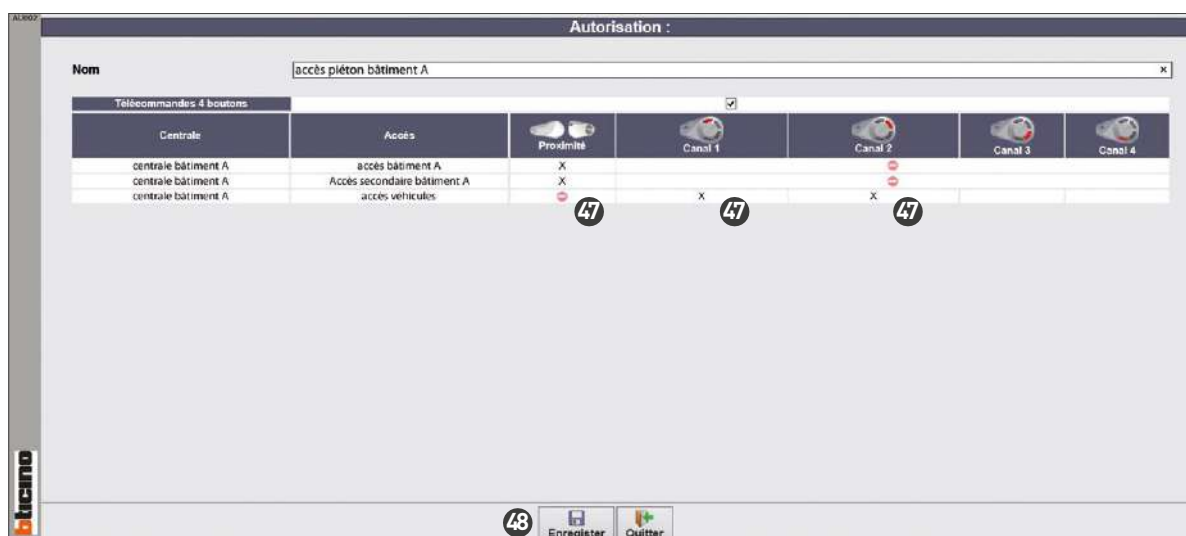 AUR02
Autorisation :
Nom accès piéton bâtiment A x
Télécommandes 4 boutons
Centrale Accès Proximité Canal 1 Canal 2 Canal 3 Canal 4
centrale bâtiment A accès bâtiment A X
centrale bâtiment A Accès secondaire bâtiment A X
centrale bâtiment A accès véhicules X X
47 47 47
bticino
48 Enregister Quitter